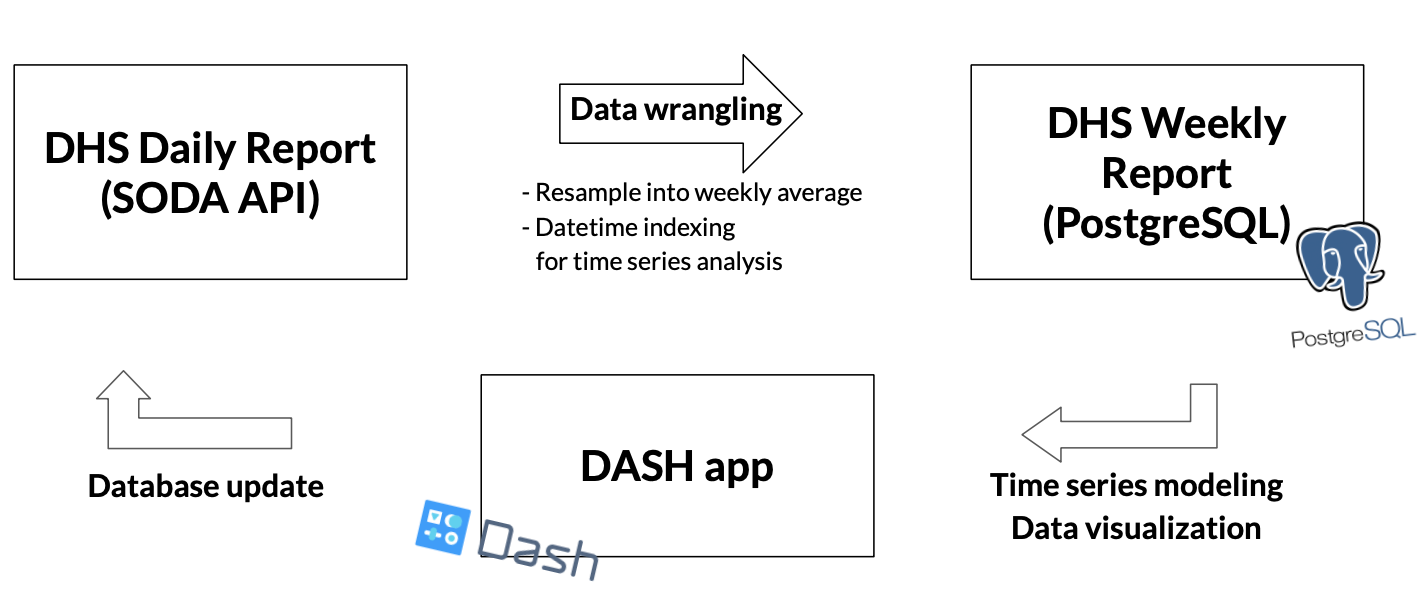 DHS Daily Report
(SODA API)
Data wrangling
- Resample into weekly average
- Datetime indexing
for time series analysis
DHS Weekly
Report
(PostgreSQL)
PostgreSQL
Database update
DASH app
Dash
Time series modeling
Data visualization